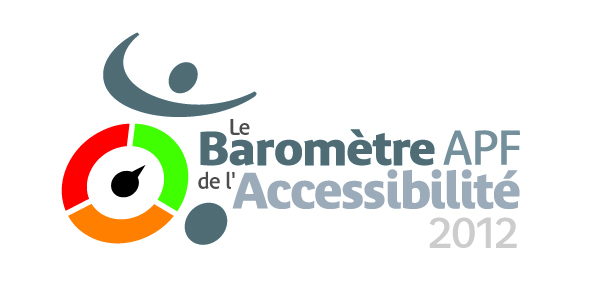 Le
Baromètre APF
de l'Accessibilité
2012